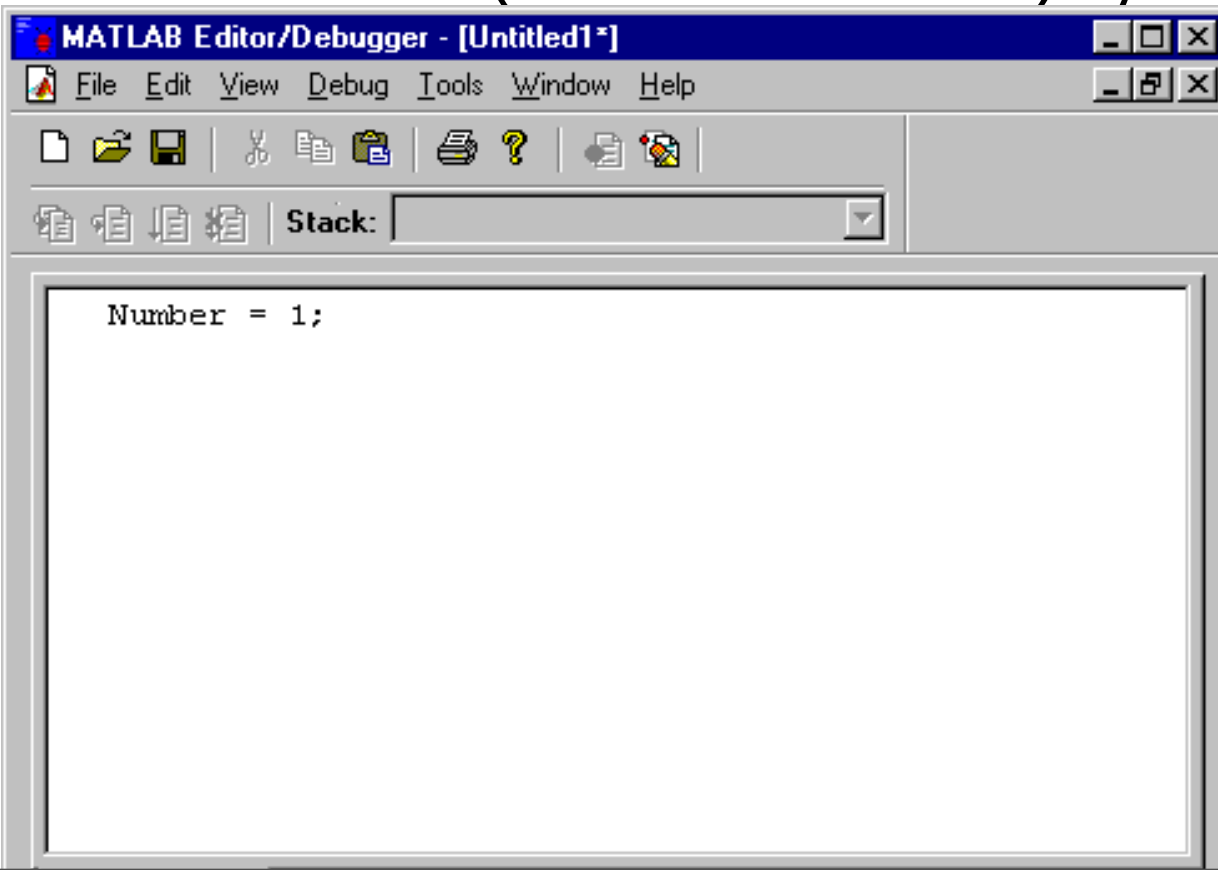 MATLAB Editor/Debugger - [Untitled1*]
File Edit View Debug Tools Window Help
Stack:
Number = 1;